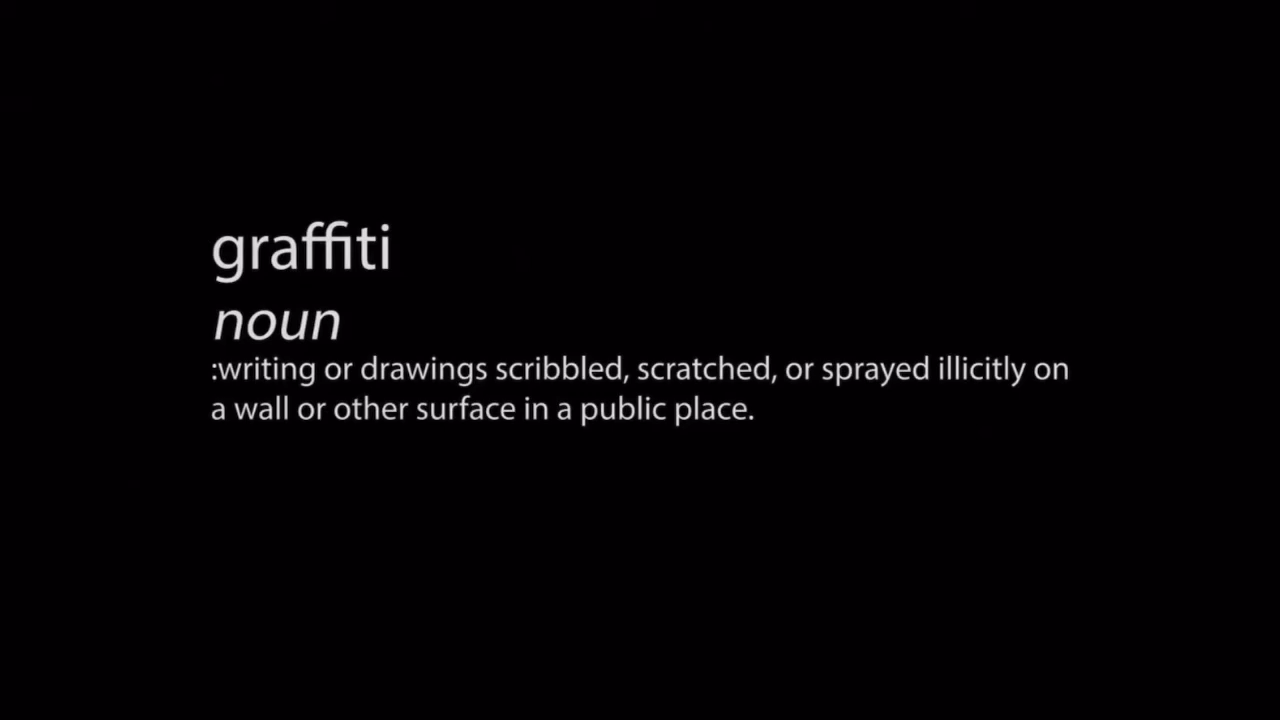 graffiti
noun
:writing or drawings scribbled, scratched, or sprayed illicitly on
a wall or other surface in a public place.